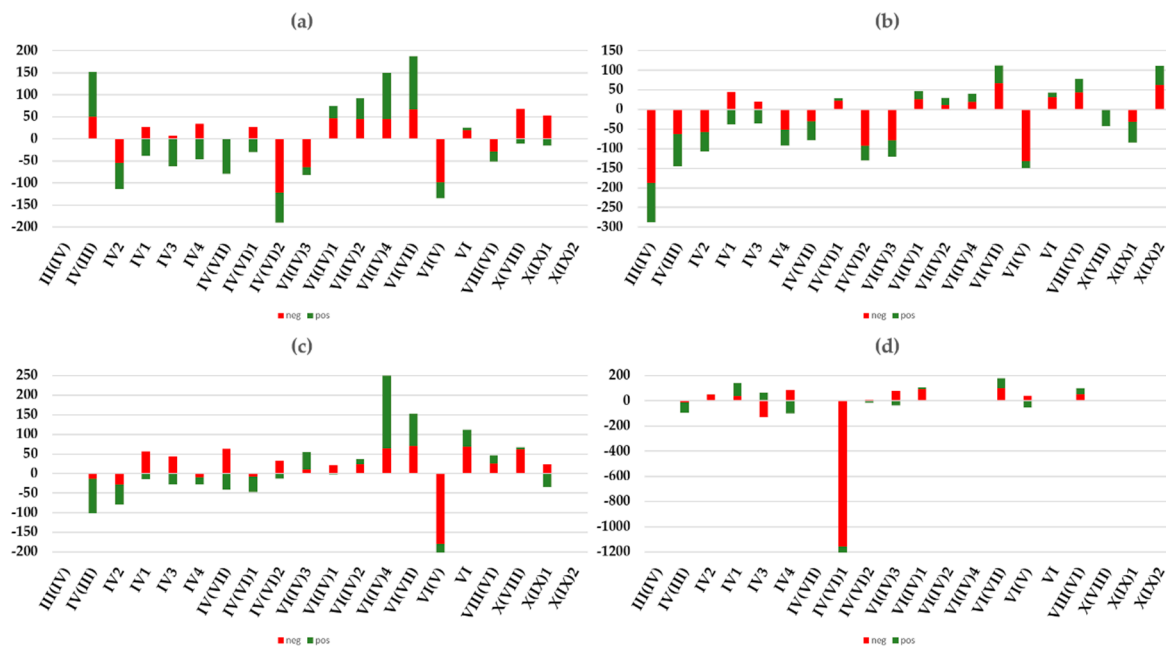 (a)
200
150
100
50
0
-50
-100
-150
-200
III(IV)
IV(III)
IV2
IV1
IV3
IV4
IV(VII)
IV(VI)1
IV(VI)2
VI(IV)3
VI(IV)1
VI(IV)2
VI(IV)4
VI(VII)
VI(V)
VI
VIII(VI)
X(VIII)
X(IX)1
X(IX)2
neg pos
(b)
150
100
50
0
-50
-100
-150
-200
-250
-300
III(IV)
IV(III)
IV2
IV1
IV3
IV4
IV(VII)
IV(VI)1
IV(VI)2
VI(IV)3
VI(IV)1
VI(IV)2
VI(IV)4
VI(VII)
VI(V)
VI
VIII(VI)
X(VIII)
X(IX)1
X(IX)2
neg pos
(c)
250
200
150
100
50
0
-50
-100
-150
-200
III(IV)
IV(III)
IV2
IV1
IV3
IV4
IV(VII)
IV(VI)1
IV(VI)2
VI(IV)3
VI(IV)1
VI(IV)2
VI(IV)4
VI(VII)
VI(V)
VI
VIII(VI)
X(VIII)
X(IX)1
X(IX)2
neg pos
(d)
200
0
-200
-400
-600
-800
-1000
-1200
III(IV)
IV(III)
IV2
IV1
IV3
IV4
IV(VII)
IV(VI)1
IV(VI)2
VI(IV)3
VI(IV)1
VI(IV)2
VI(IV)4
VI(VII)
VI(V)
VI
VIII(VI)
X(VIII)
X(IX)1
X(IX)2
neg pos